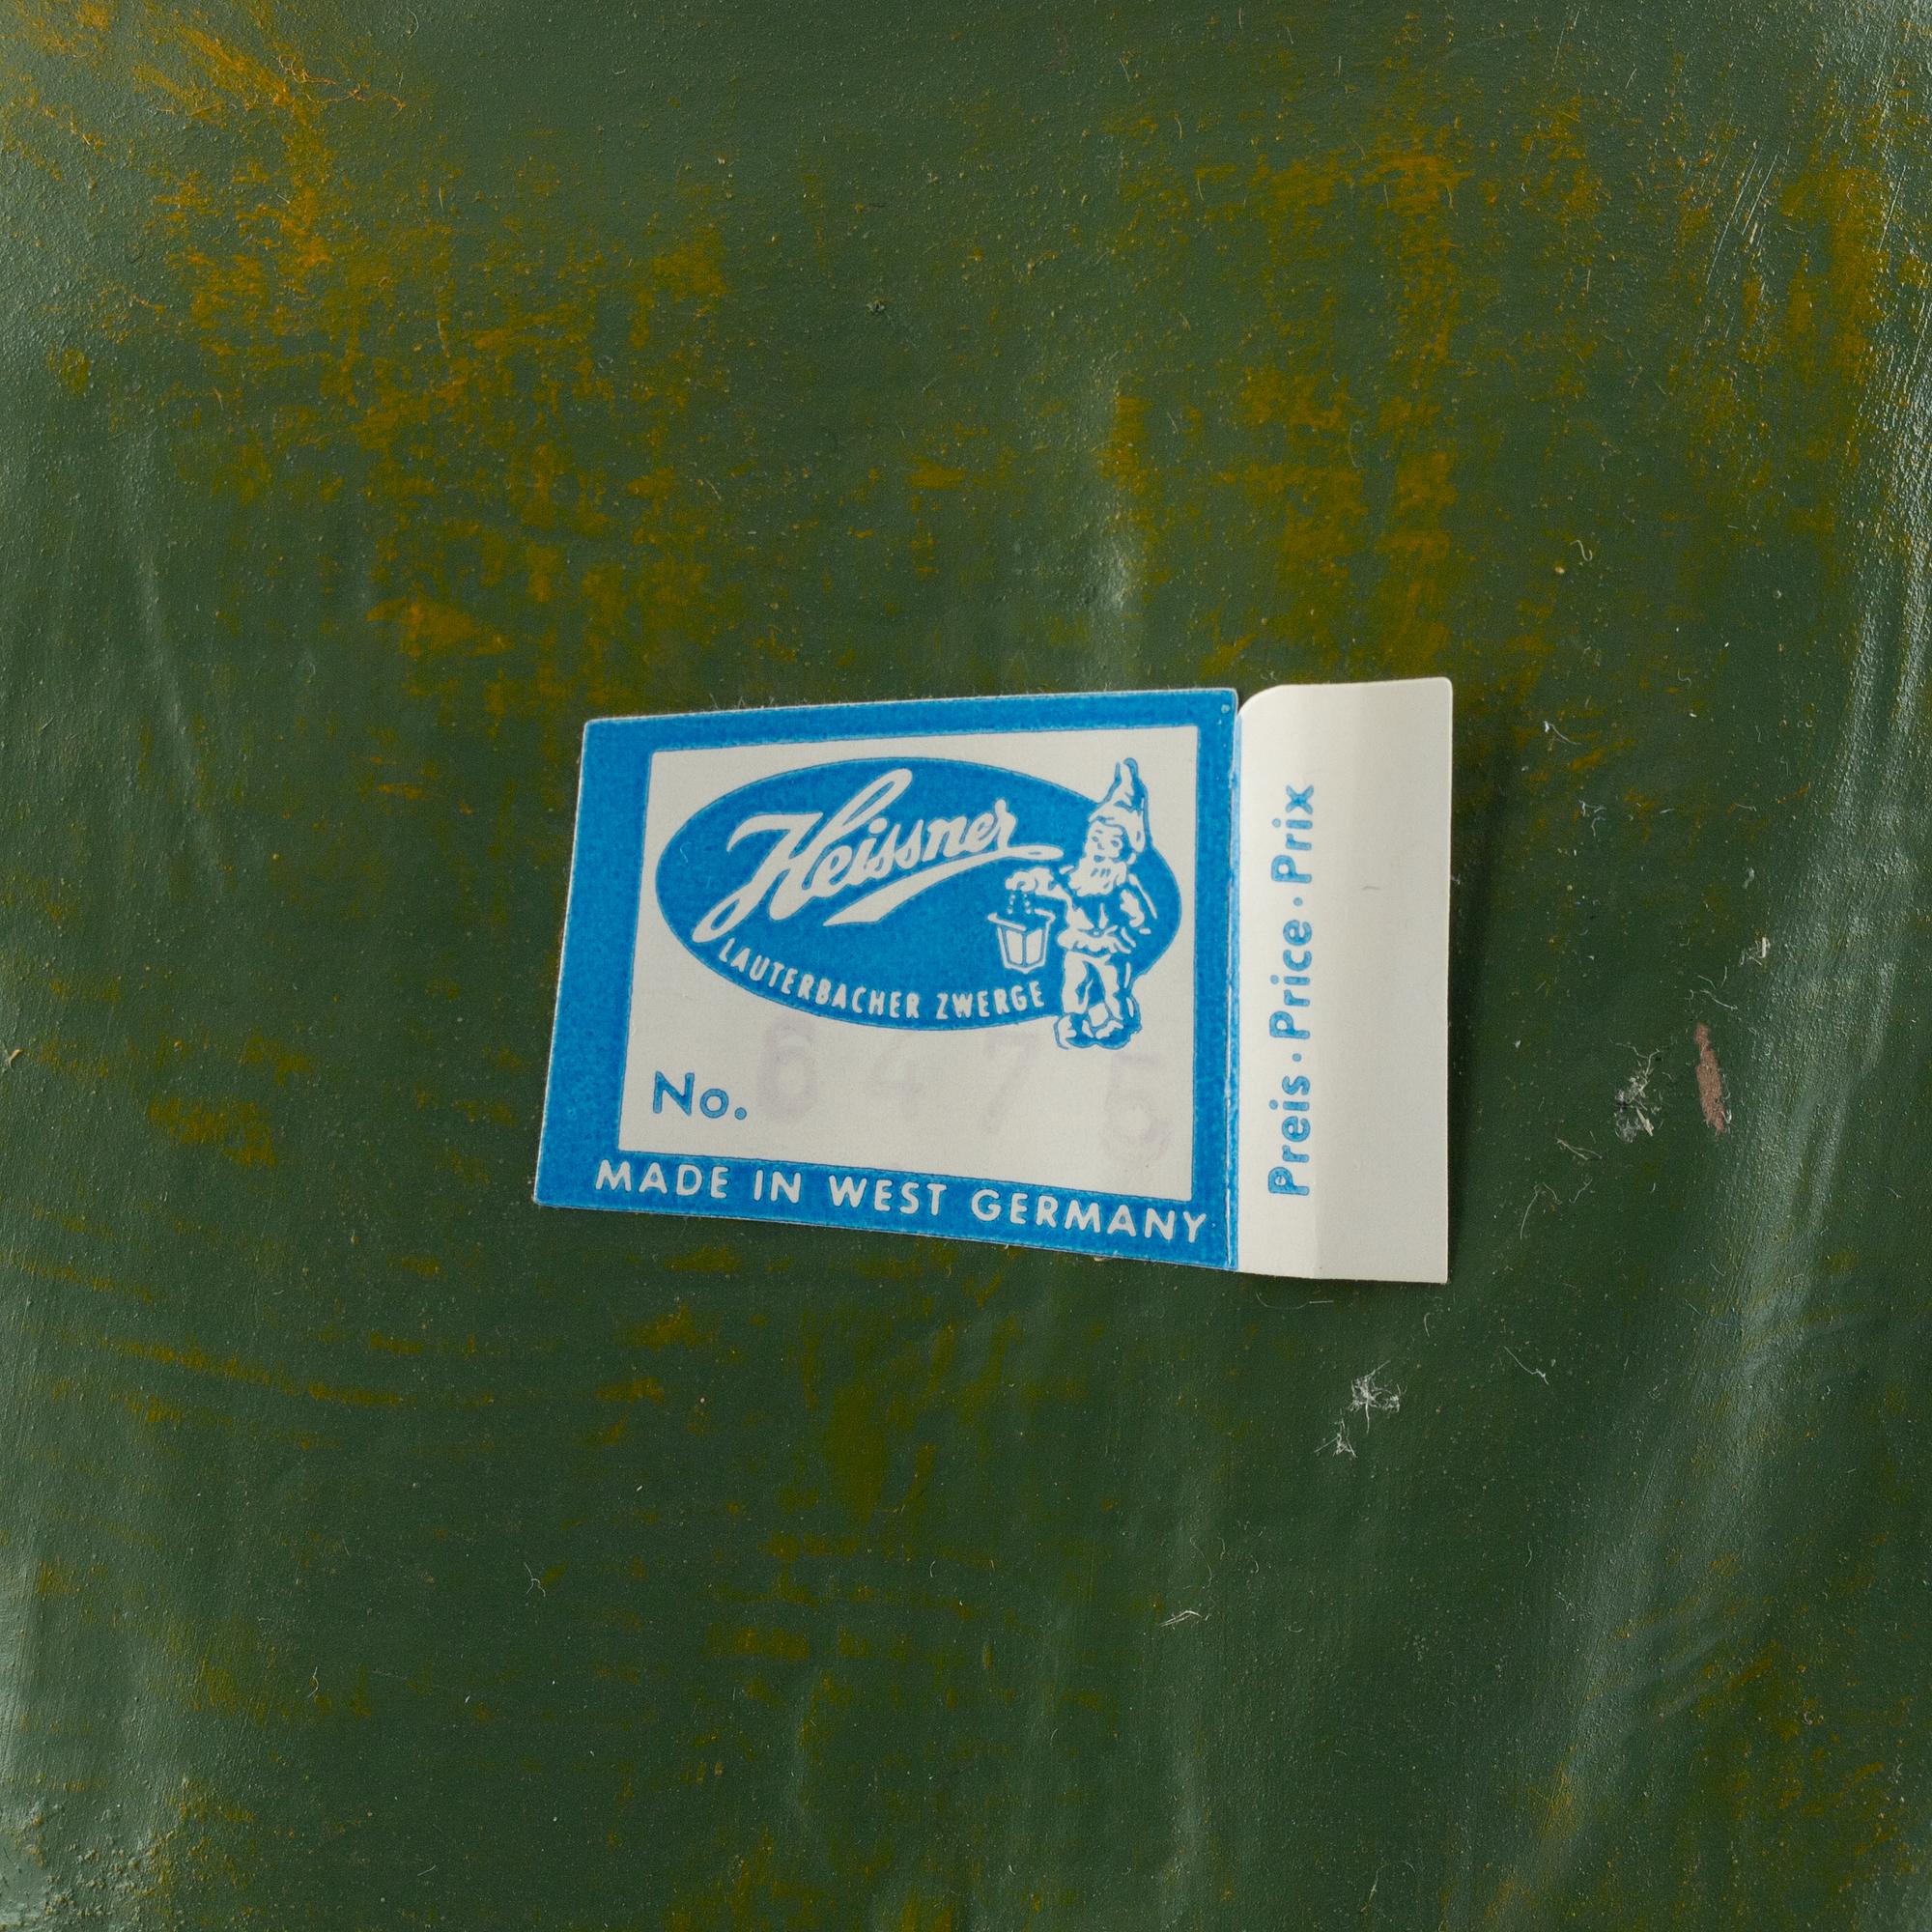 Heissner
LAUTERBACHER ZWERGE
No. 6475
MADE IN WEST GERMANY
Preis · Price · Prix